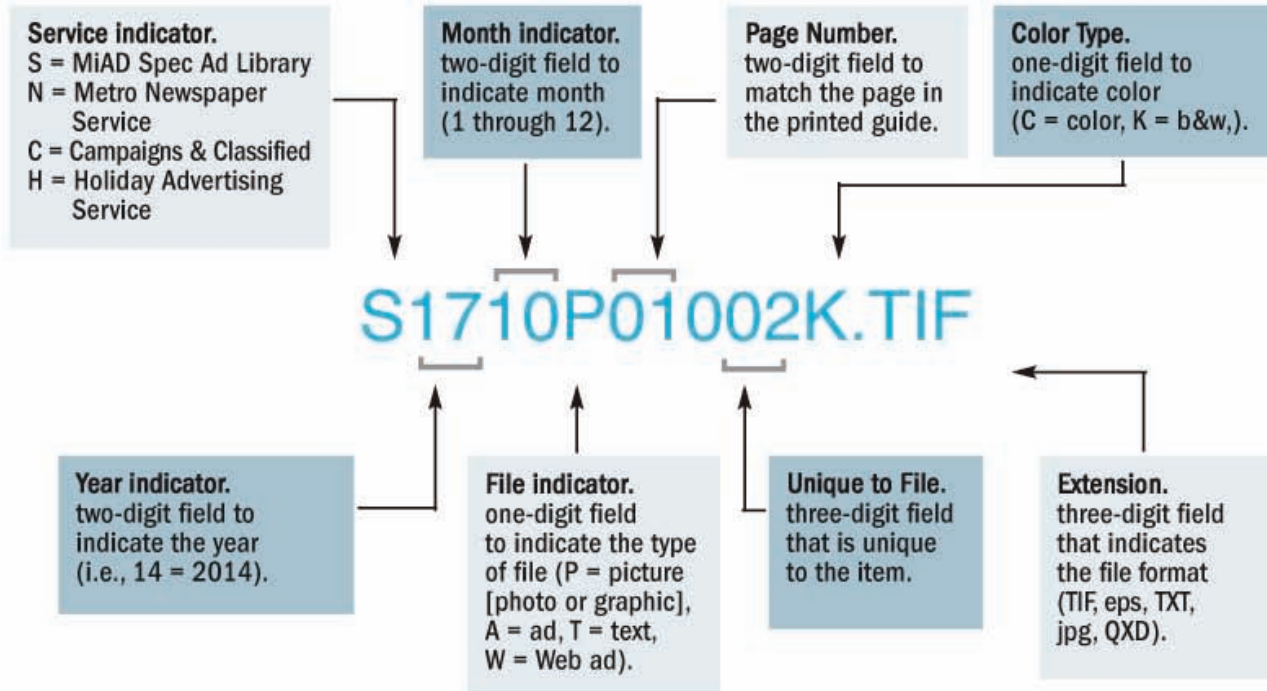 Service indicator.
S = MiAD Spec Ad Library
N = Metro Newspaper
Service
C = Campaigns & Classified
H = Holiday Advertising
Service
Month indicator.
two-digit field to
indicate month
(1 through 12).
Page Number.
two-digit field to
match the page in
the printed guide.
Color Type.
one-digit field to
indicate color
(C = color, K = b&w,).
S1710P01002K.TIF
Year indicator.
two-digit field to
indicate the year
(i.e., 14 = 2014).
File indicator.
one-digit field
to indicate the type
of file (P = picture
[photo or graphic],
A = ad, T = text,
W = Web ad).
Unique to File.
three-digit field
that is unique
to the item.
Extension.
three-digit field
that indicates
the file format
(TIF, eps, TXT,
jpg, QXD).